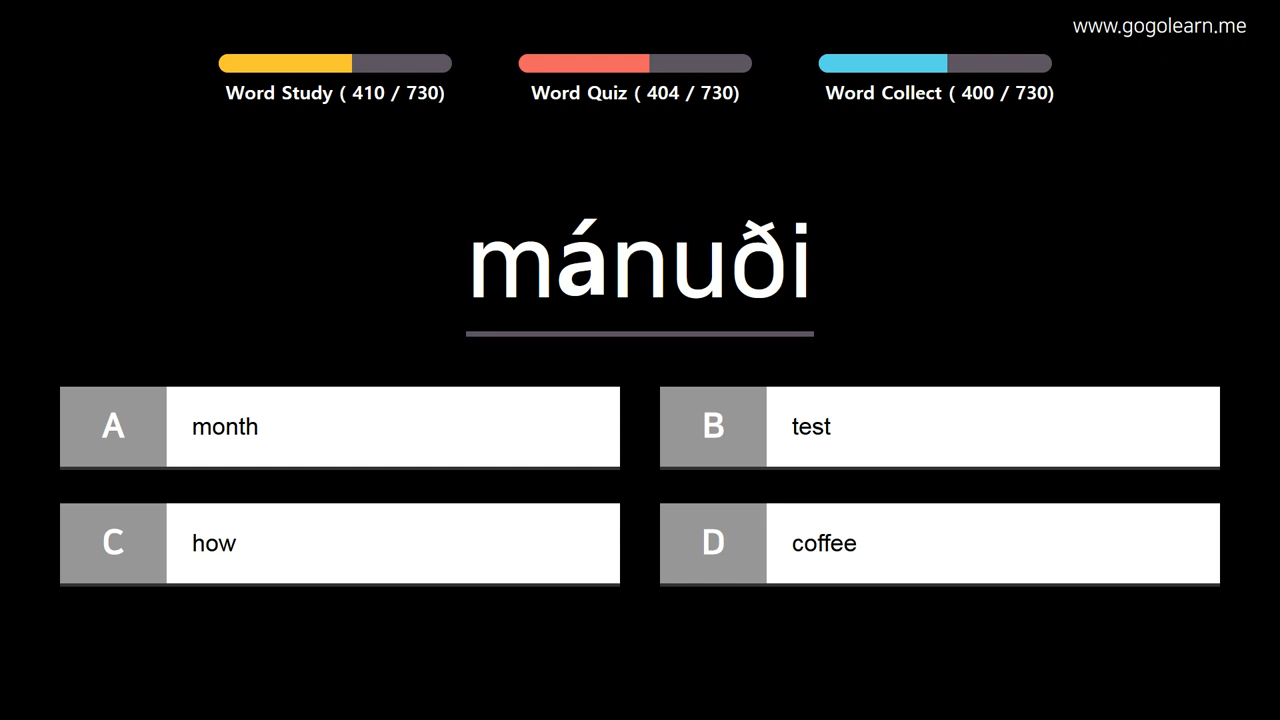 www.gogolearn.me
Word Study ( 410 / 730)
Word Quiz ( 404 / 730)
Word Collect ( 400 / 730)
mánuði
A month
B test
C how
D coffee